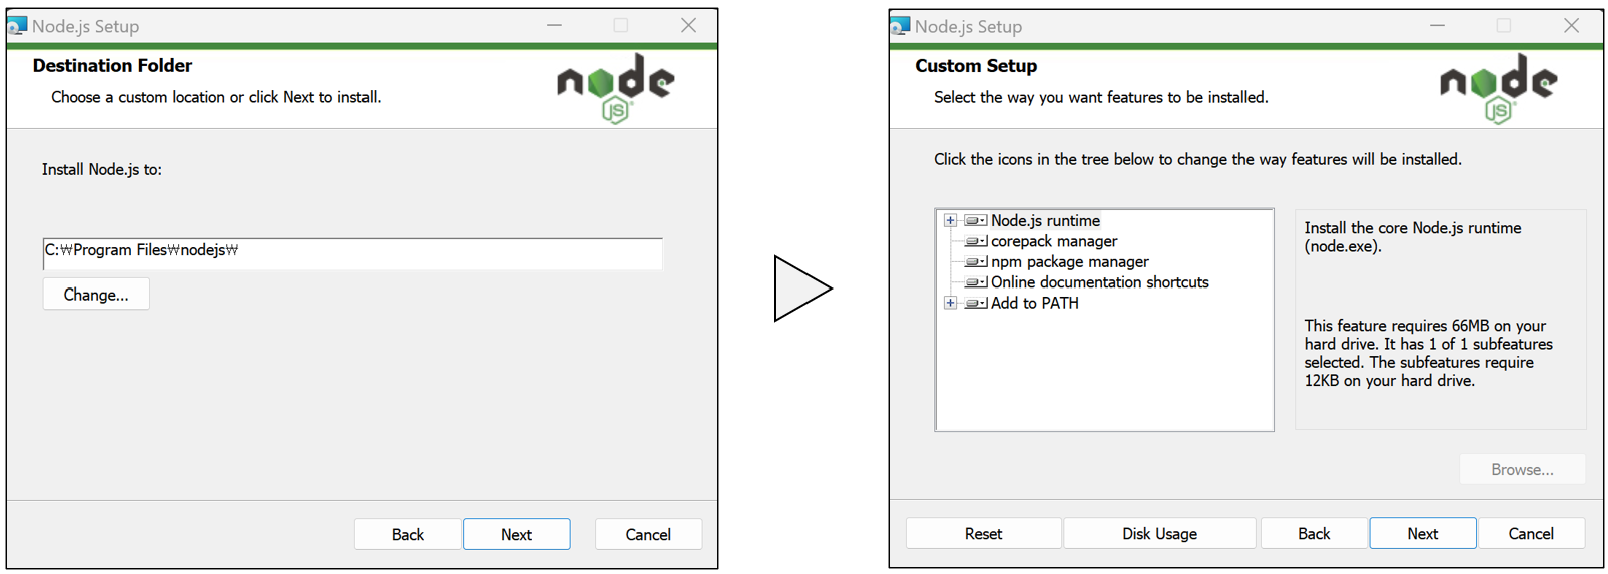 Node.js Setup
Destination Folder
Choose a custom location or click Next to install.
node
JS
Install Node.js to:
C:₩Program Files₩nodejs₩
Change...
Back
Next
Cancel
Node.js Setup
Custom Setup
Select the way you want features to be installed.
node
JS
Click the icons in the tree below to change the way features will be installed.
Node.js runtime
corepack manager
npm package manager
Online documentation shortcuts
Add to PATH
Install the core Node.js runtime
(node.exe).
This feature requires 66MB on your
hard drive. It has 1 of 1 subfeatures
selected. The subfeatures require
12KB on your hard drive.
Browse...
Reset
Disk Usage
Back
Next
Cancel